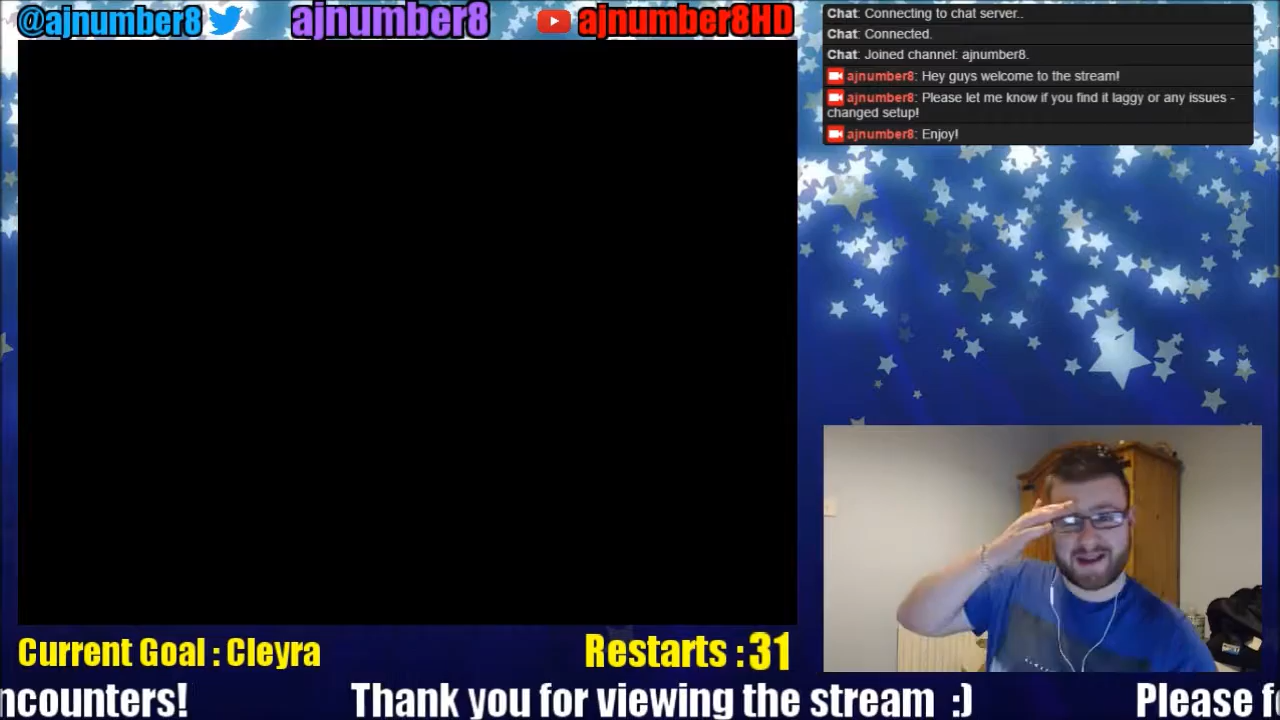 @ajnumber8
ajnumber8
ajnumber8HD
Chat: Connecting to chat server..
Chat: Connected.
Chat: Joined channel: ajnumber8.
ajnumber8: Hey guys welcome to the stream!
ajnumber8: Please let me know if you find it laggy or any issues -
changed setup!
ajnumber8: Enjoy!
Current Goal : Cleyra
Restarts : 31
ncounters! Thank you for viewing the stream :) Please fo